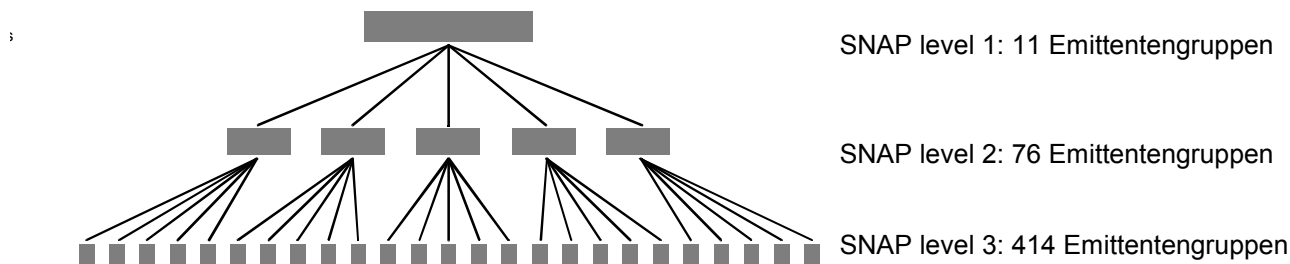 SNAP level 1: 11 Emittentengruppen
SNAP level 2: 76 Emittentengruppen
SNAP level 3: 414 Emittentengruppen